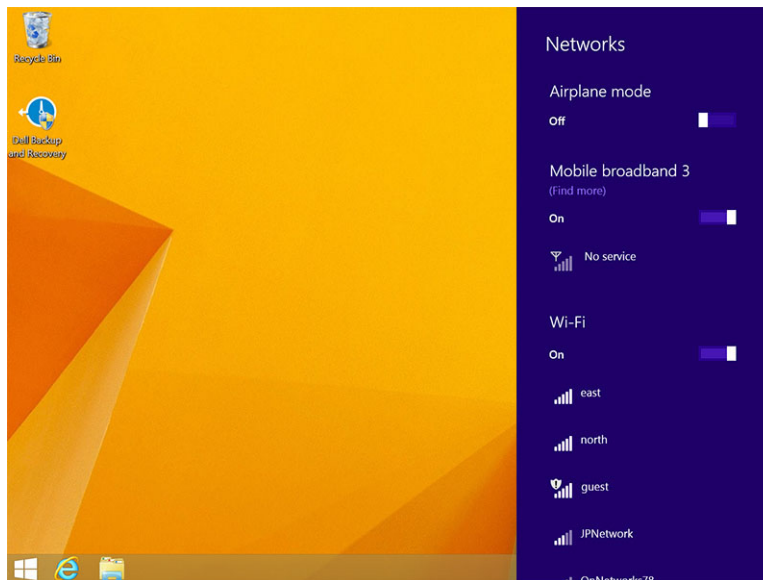 Recycle Bin
Dell Backup
and Recovery
Networks
Airplane mode
Off
Mobile broadband 3
(Find more)
On
No service
Wi-Fi
On
east
north
guest
JPNetwork
OnNetworks78